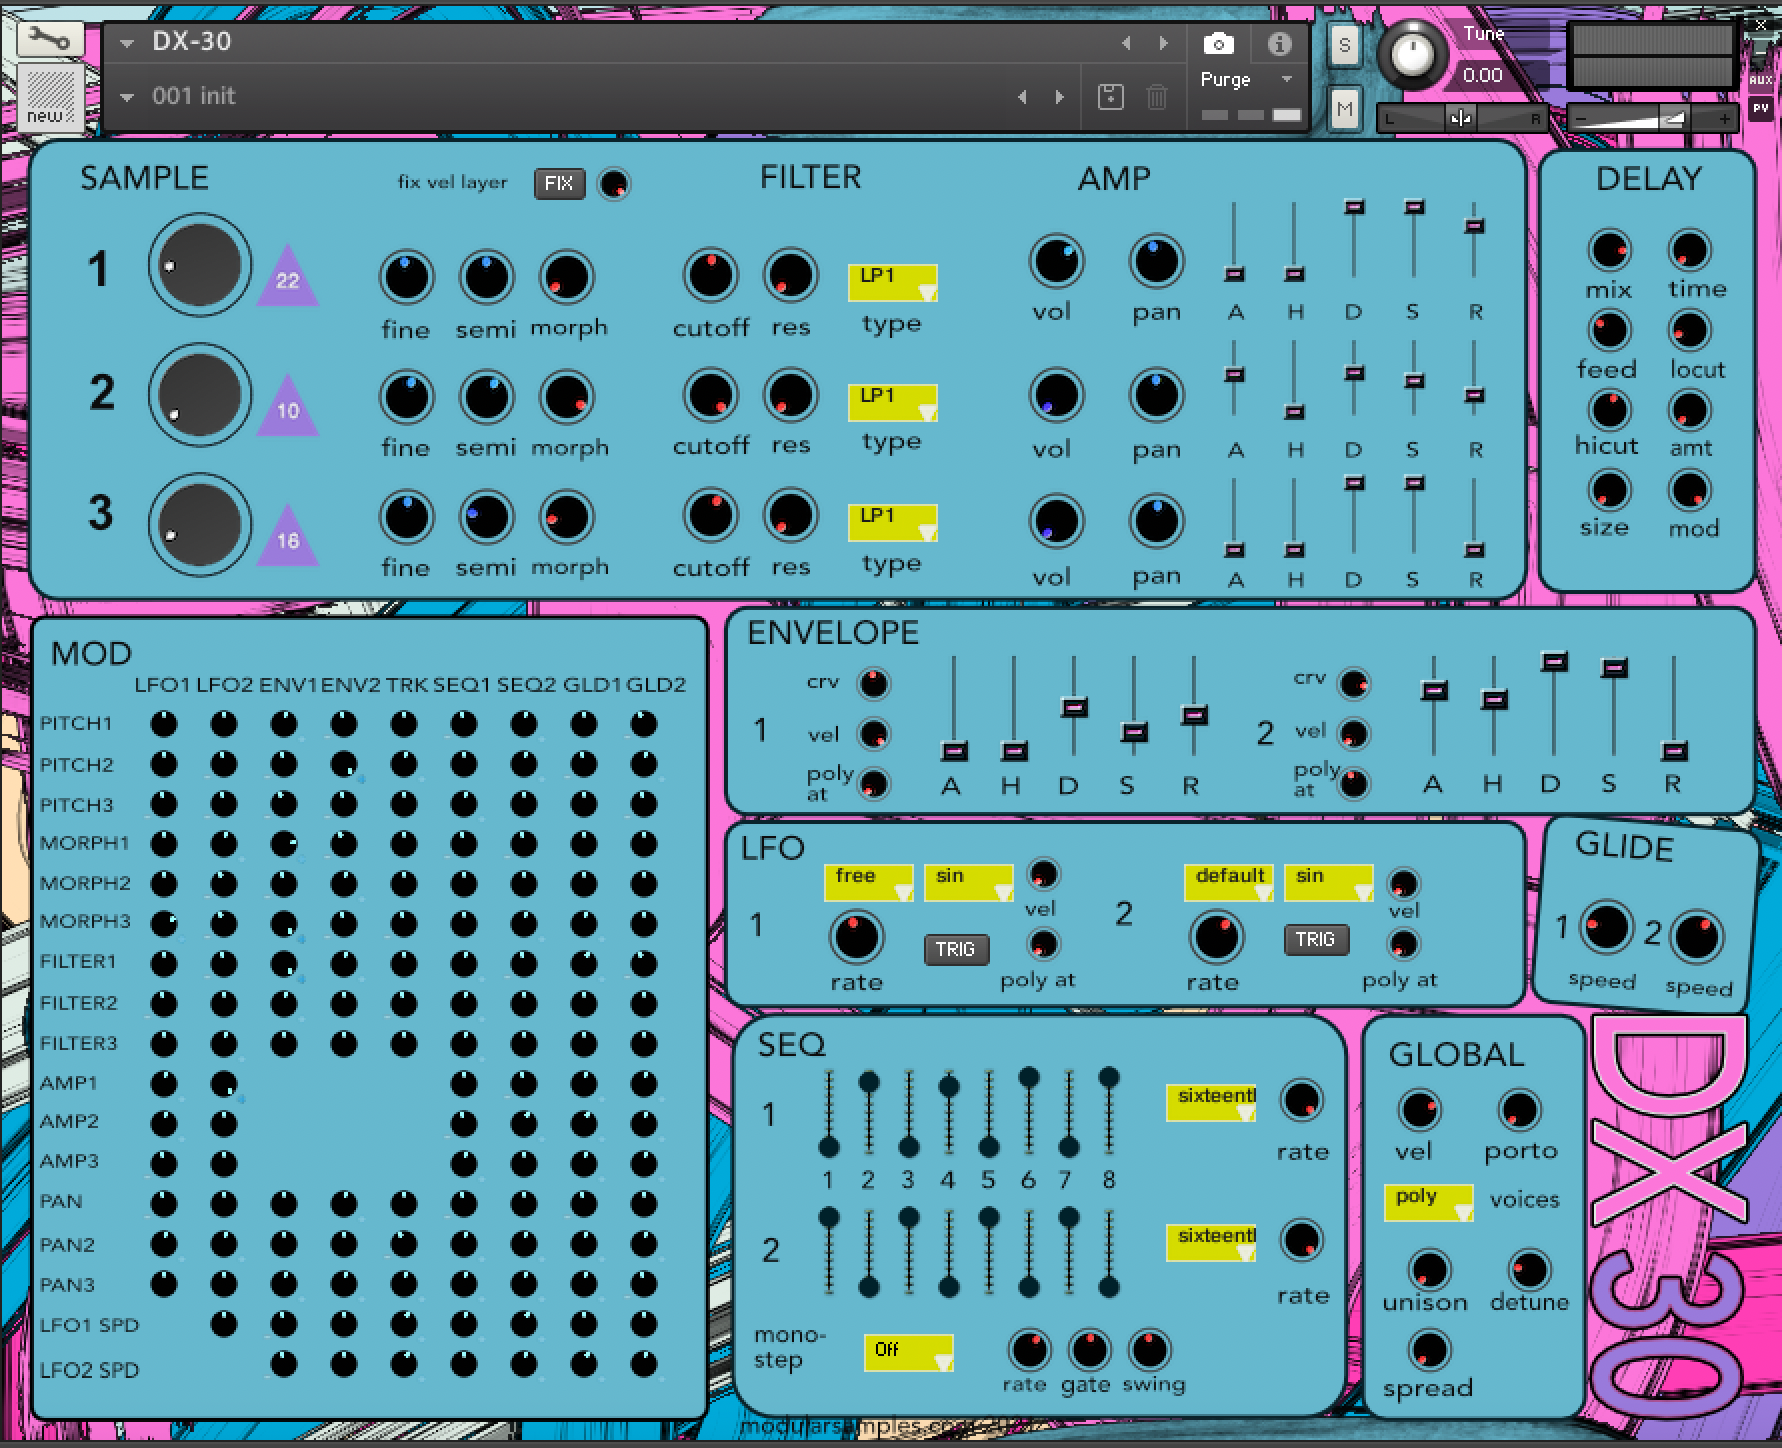 DX-30
001 init
new
Purge
S
M
Tune
0.00
L R
- +
x
AUX
PV
SAMPLE
fix vel layer FIX
FILTER
AMP
DELAY
1 22
fine semi morph
cutoff res LP1 type
vol pan A H D S R
2 10
fine semi morph
cutoff res LP1 type
vol pan A H D S R
3 16
fine semi morph
cutoff res LP1 type
vol pan A H D S R
mix time
feed locut
hicut amt
size mod
MOD
LFO1 LFO2 ENV1 ENV2 TRK SEQ1 SEQ2 GLD1 GLD2
PITCH1
PITCH2
PITCH3
MORPH1
MORPH2
MORPH3
FILTER1
FILTER2
FILTER3
AMP1
AMP2
AMP3
PAN
PAN2
PAN3
LFO1 SPD
LFO2 SPD
ENVELOPE
1
crv
vel
poly
at
A H D S R
2
crv
vel
poly
at
A H D S R
LFO
1
free sin
vel
rate TRIG poly at
2
default sin
vel
rate TRIG poly at
GLIDE
1 2
speed speed
SEQ
1 sixteentl
rate
1 2 3 4 5 6 7 8
2 sixteentl
rate
mono-
step
Off
rate gate swing
GLOBAL
vel porto
poly voices
unison detune
spread
DX 30